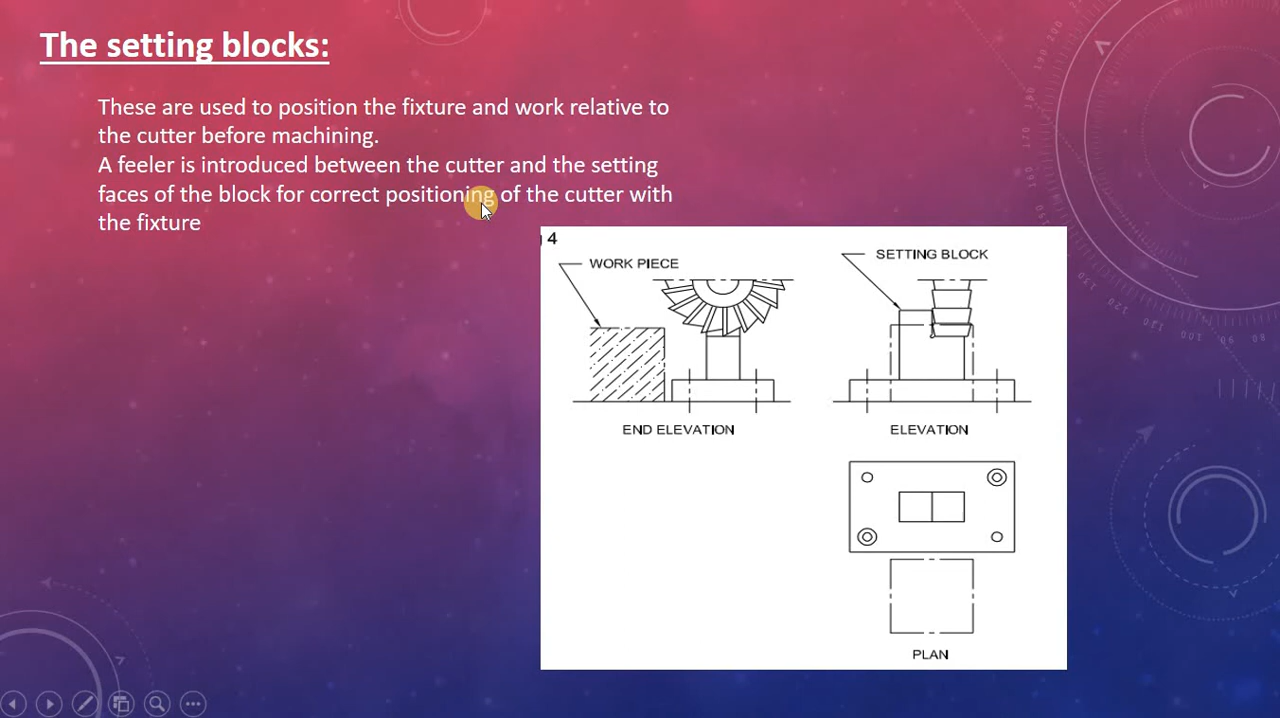 The setting blocks:
These are used to position the fixture and work relative to
the cutter before machining.
A feeler is introduced between the cutter and the setting
faces of the block for correct positioning of the cutter with
the fixture
4
WORK PIECE
SETTING BLOCK
END ELEVATION
ELEVATION
PLAN